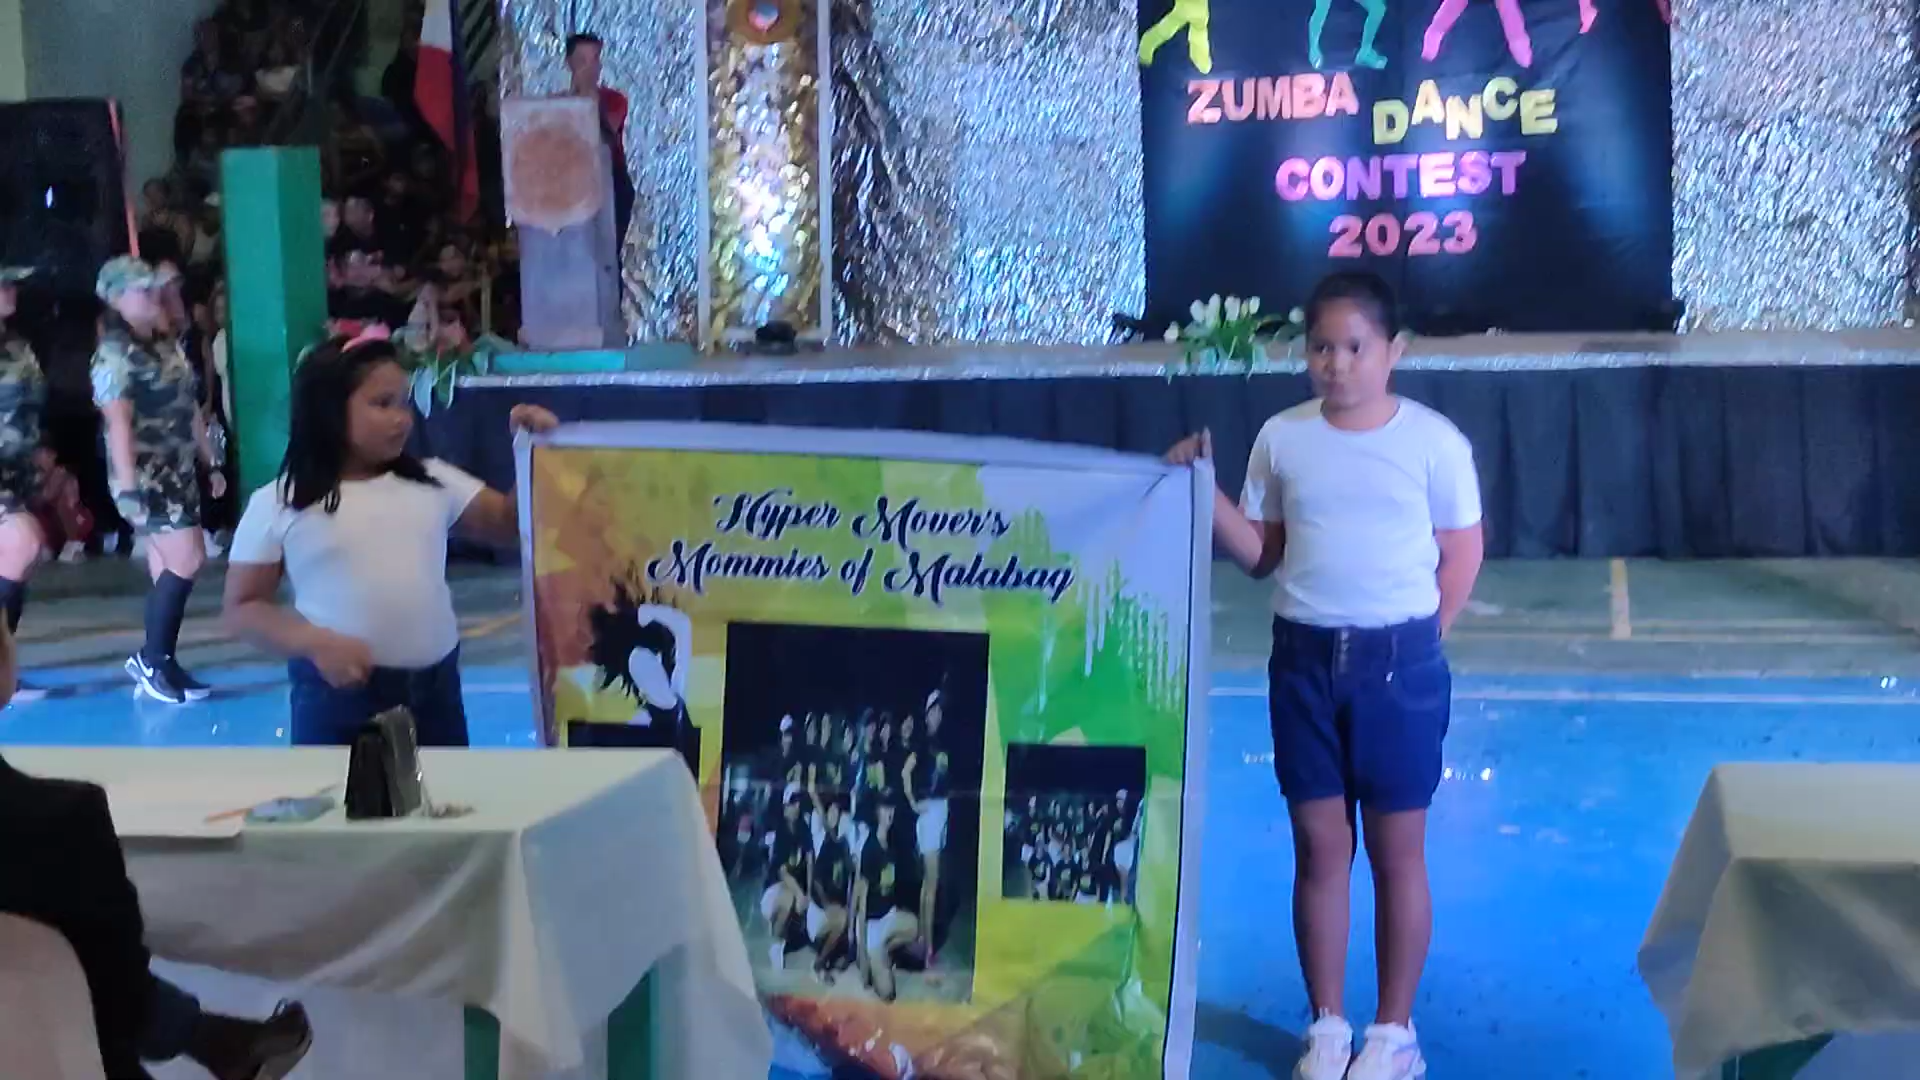 ZUMBA DANCE
CONTEST
2023
Hyper Mover's
Mommies of Malabag